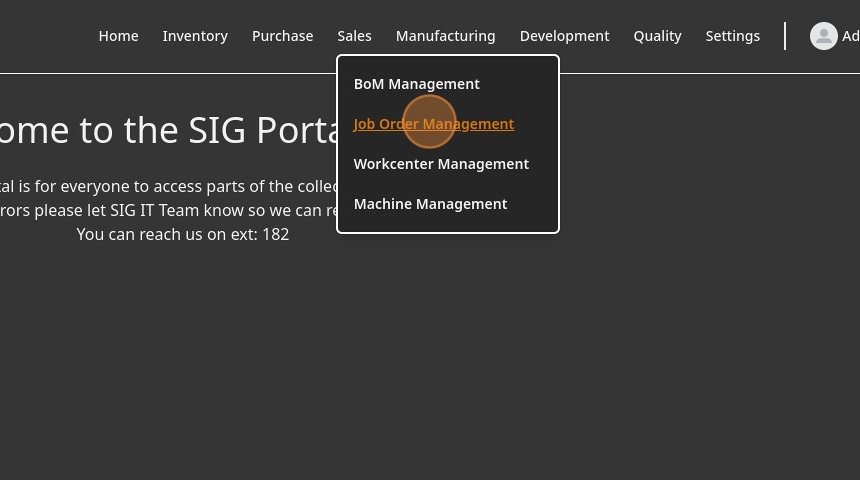 Home Inventory Purchase Sales Manufacturing Development Quality Settings Ad
BoM Management
Job Order Management
Workcenter Management
Machine Management
ome to the SIG Porta
tal is for everyone to access parts of the collec
rors please let SIG IT Team know so we can re
You can reach us on ext: 182